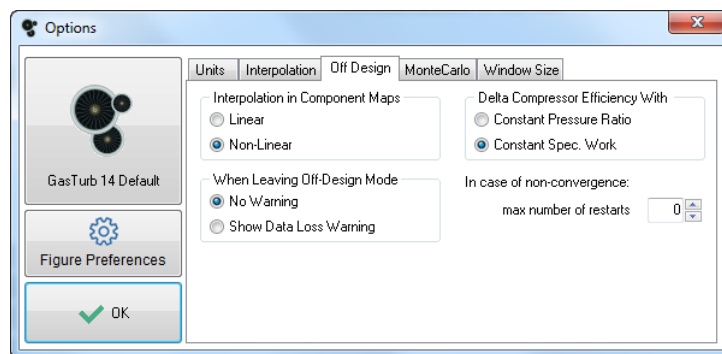 Options
x
GasTurb 14 Default
Figure Preferences
OK
Units Interpolation Off Design MonteCarlo Window Size
Interpolation in Component Maps
Linear
Non-Linear
When Leaving Off-Design Mode
No Warning
Show Data Loss Warning
Delta Compressor Efficiency With
Constant Pressure Ratio
Constant Spec. Work
In case of non-convergence:
max number of restarts 0